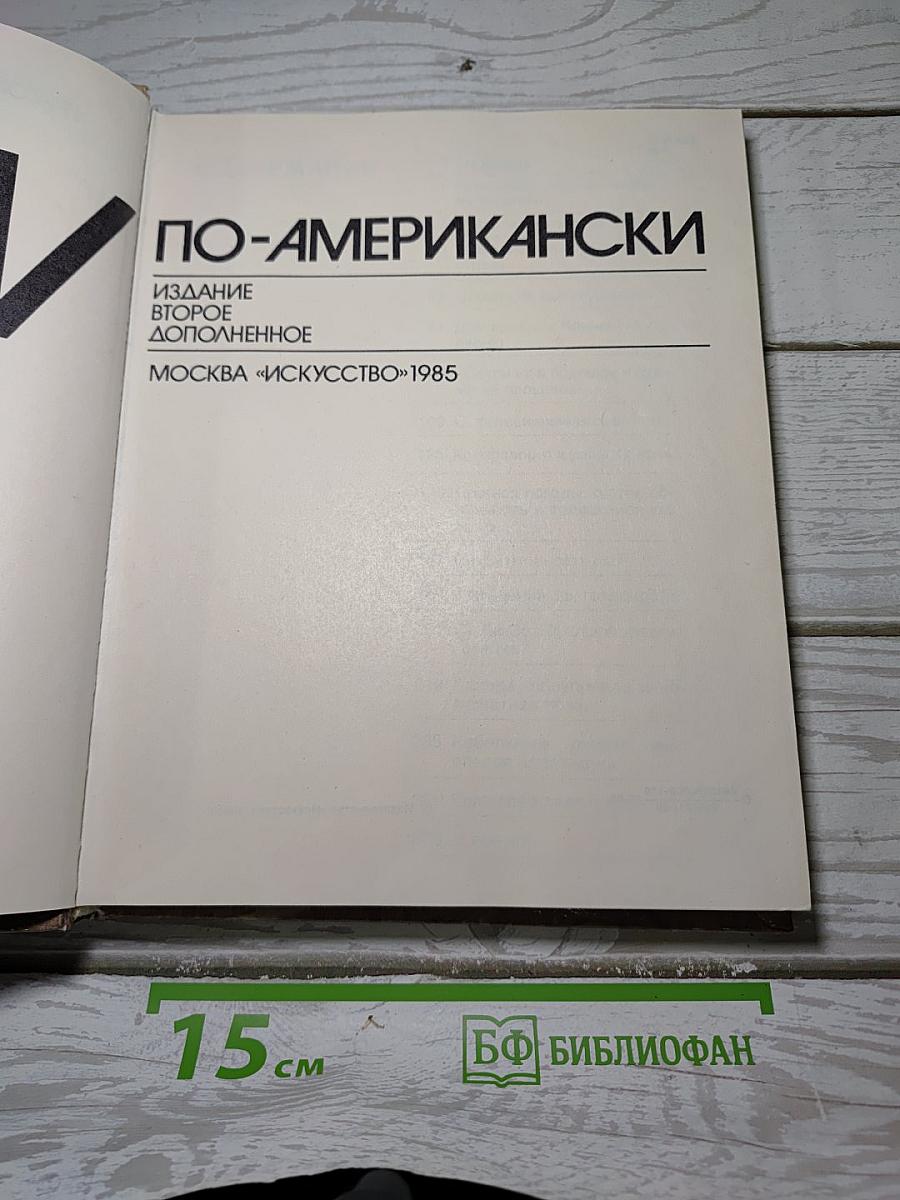 ПО-АМЕРИКАНСКИ
ИЗДАНИЕ
ВТОРОЕ
ДОПОЛНЕННОЕ
МОСКВА «ИСКУССТВО» 1985
15 см
БФ БИБЛИОФАН